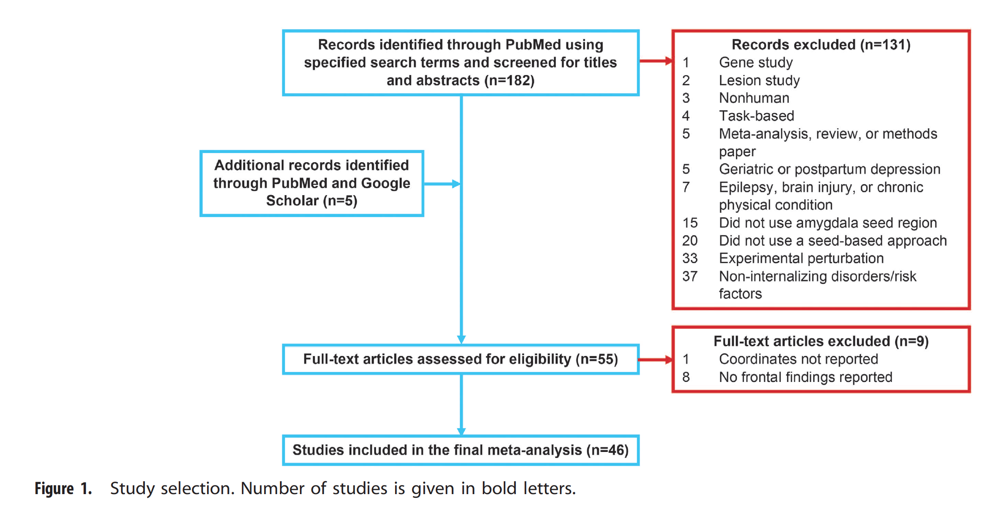 Records identified through PubMed using
specified search terms and screened for titles
and abstracts (n=182)
Records excluded (n=131)
1 Gene study
2 Lesion study
3 Nonhuman
4 Task-based
5 Meta-analysis, review, or methods
paper
5 Geriatric or postpartum depression
7 Epilepsy, brain injury, or chronic
physical condition
15 Did not use amygdala seed region
20 Did not use a seed-based approach
33 Experimental perturbation
37 Non-internalizing disorders/risk
factors
Additional records identified
through PubMed and Google
Scholar (n=5)
Full-text articles assessed for eligibility (n=55)
Full-text articles excluded (n=9)
1 Coordinates not reported
8 No frontal findings reported
Studies included in the final meta-analysis (n=46)
Figure 1. Study selection. Number of studies is given in bold letters.